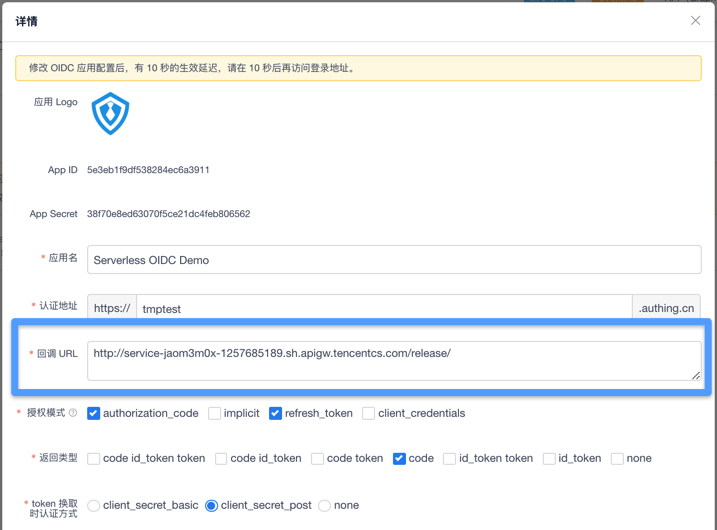 详情
修改 OIDC 应用配置后，有 10 秒的生效延迟，请在 10 秒后再访问登录地址。
应用 Logo
App ID 5e3eb1f9df538284ec6a3911
App Secret 38f70e8ed63070f5ce21dc4feb806562
* 应用名 Serverless OIDC Demo
* 认证地址 https:// tmptest .authing.cn
* 回调 URL http://service-jaom3m0x-1257685189.sh.apigw.tencentcs.com/release/
* 授权模式 authorization_code implicit refresh_token client_credentials
* 返回类型 code id_token token code id_token code token code id_token token id_token none
* token 换取
时认证方式 client_secret_basic client_secret_post none